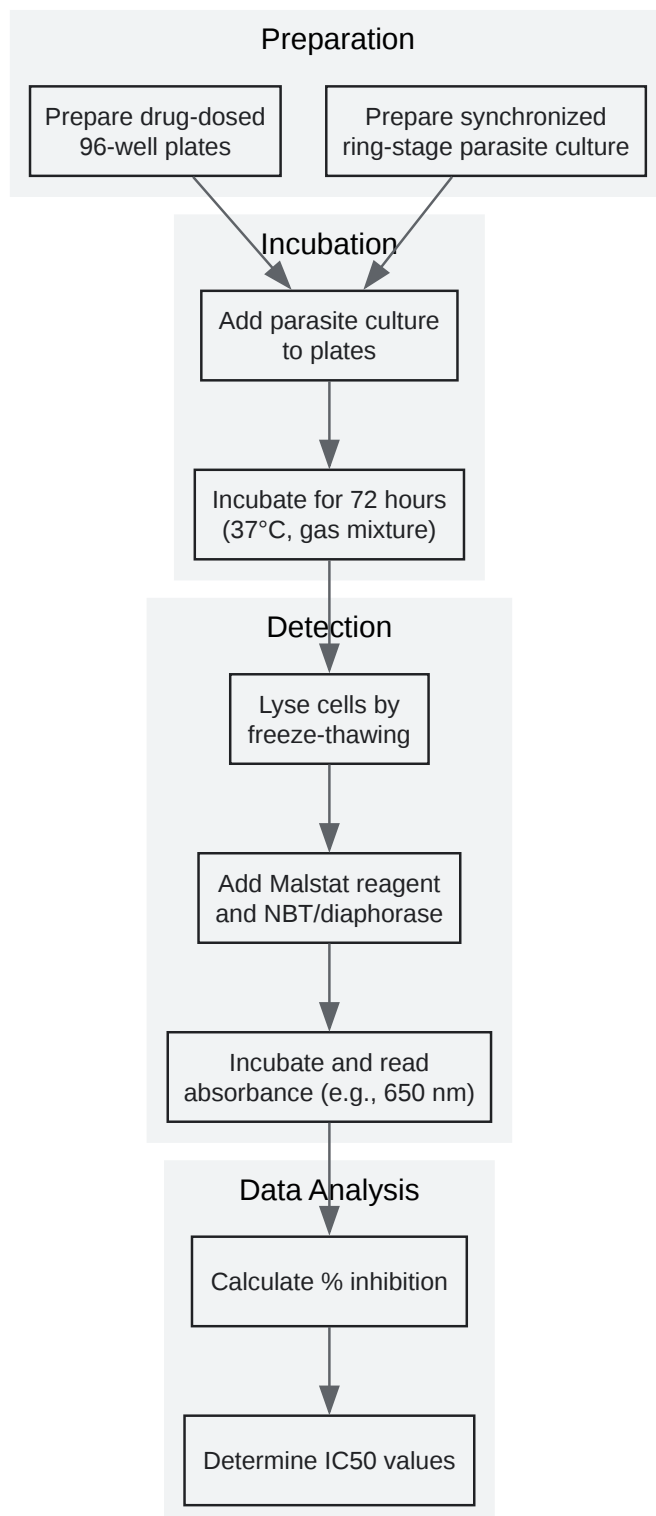 Preparation
Prepare drug-dosed
96-well plates
Prepare synchronized
ring-stage parasite culture
Incubation
Add parasite culture
to plates
Incubate for 72 hours
(37°C, gas mixture)
Detection
Lyse cells by
freeze-thawing
Add Malstat reagent
and NBT/diaphorase
Incubate and read
absorbance (e.g., 650 nm)
Data Analysis
Calculate % inhibition
Determine IC50 values